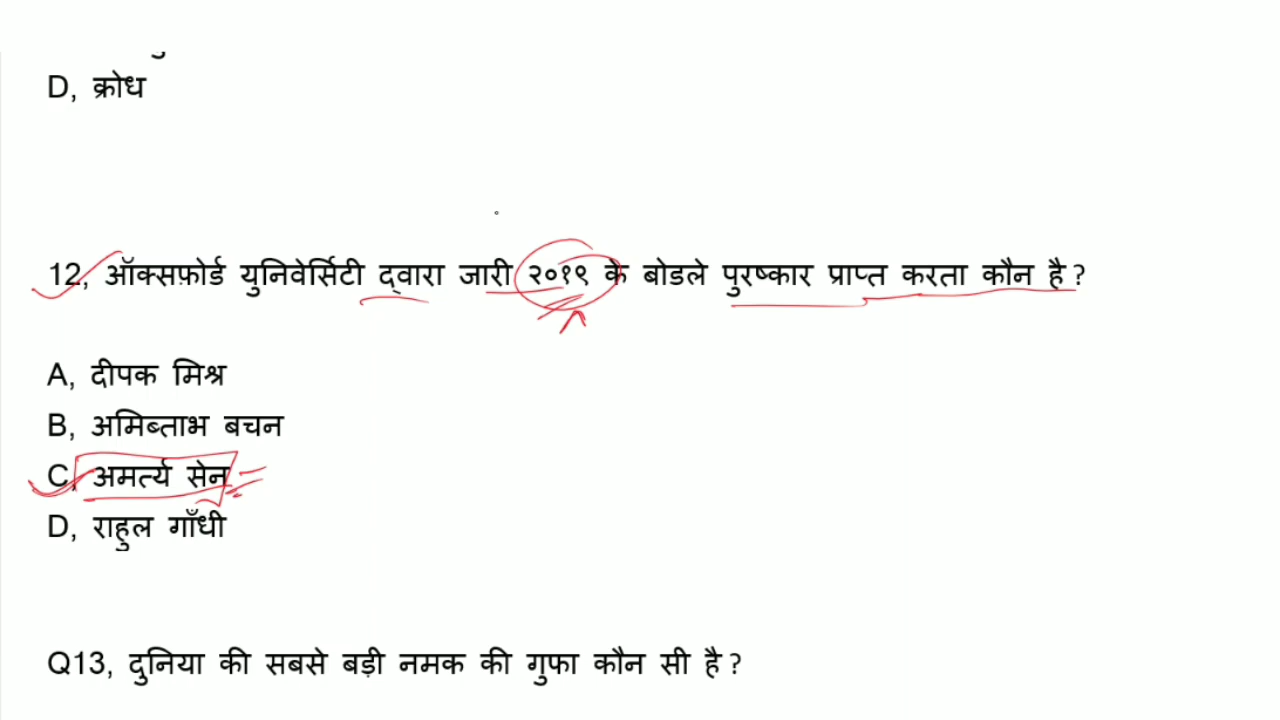 D, क्रोध
12, ऑक्सफ़ोर्ड युनिवेर्सिटी द्वारा जारी २०१९ के बोडले पुरष्कार प्राप्त करता कौन है ?
A, दीपक मिश्र
B, अमिब्ताभ बचन
C, अमर्त्य सेन
D, राहुल गाँधी
Q13, दुनिया की सबसे बड़ी नमक की गुफा कौन सी है ?